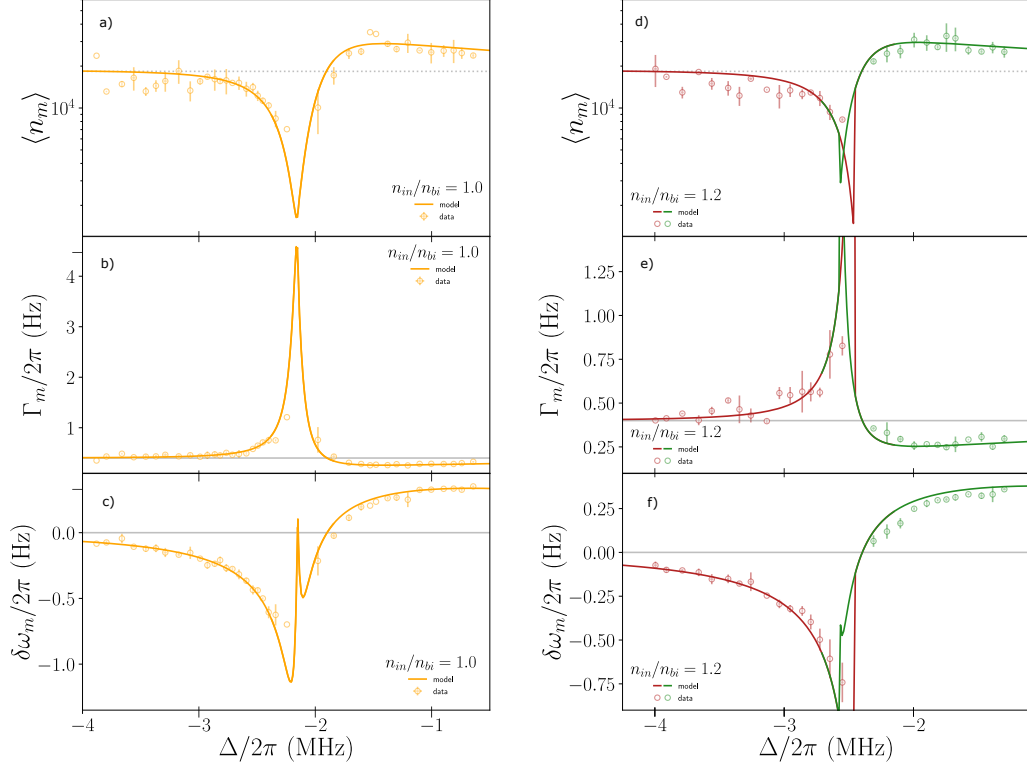 a)
⟨n_m⟩
10^4
n_in/n_bi = 1.0
model
data
b)
Γ_m/2π (Hz)
4
3
2
1
n_in/n_bi = 1.0
model
data
c)
δω_m/2π (Hz)
0.0
−0.5
−1.0
n_in/n_bi = 1.0
model
data
−4
−3
−2
−1
Δ/2π (MHz)
d)
⟨n_m⟩
10^4
n_in/n_bi = 1.2
model
data
e)
Γ_m/2π (Hz)
1.25
1.00
0.75
0.50
0.25
n_in/n_bi = 1.2
model
data
f)
δω_m/2π (Hz)
0.25
0.00
−0.25
−0.50
−0.75
n_in/n_bi = 1.2
model
data
−4
−3
−2
Δ/2π (MHz)